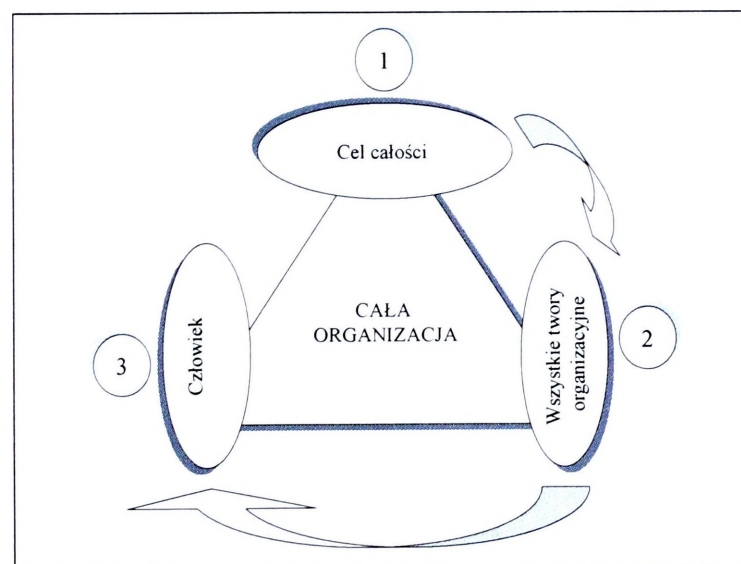 1
Cel całości
CAŁA
ORGANIZACJA
Wszystkie twory
organizacyjne
2
Człowiek
3